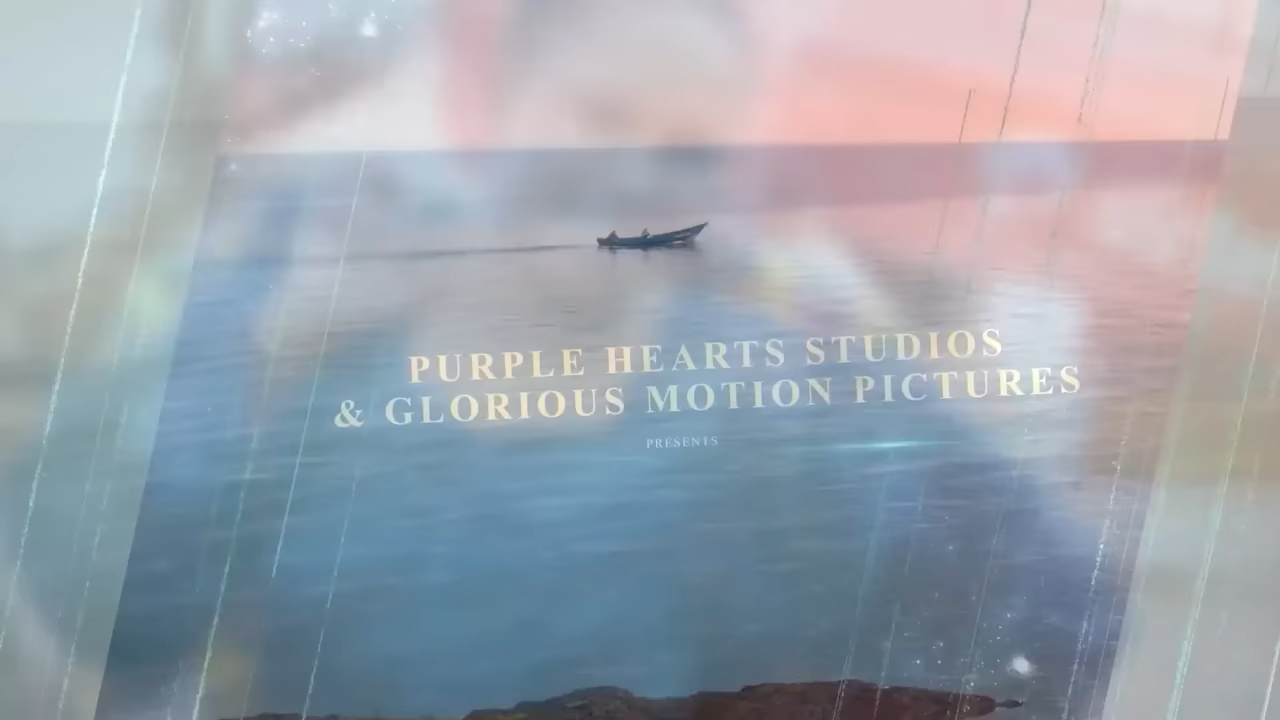 PURPLE HEARTS STUDIOS
& GLORIOUS MOTION PICTURES
PRESENTS